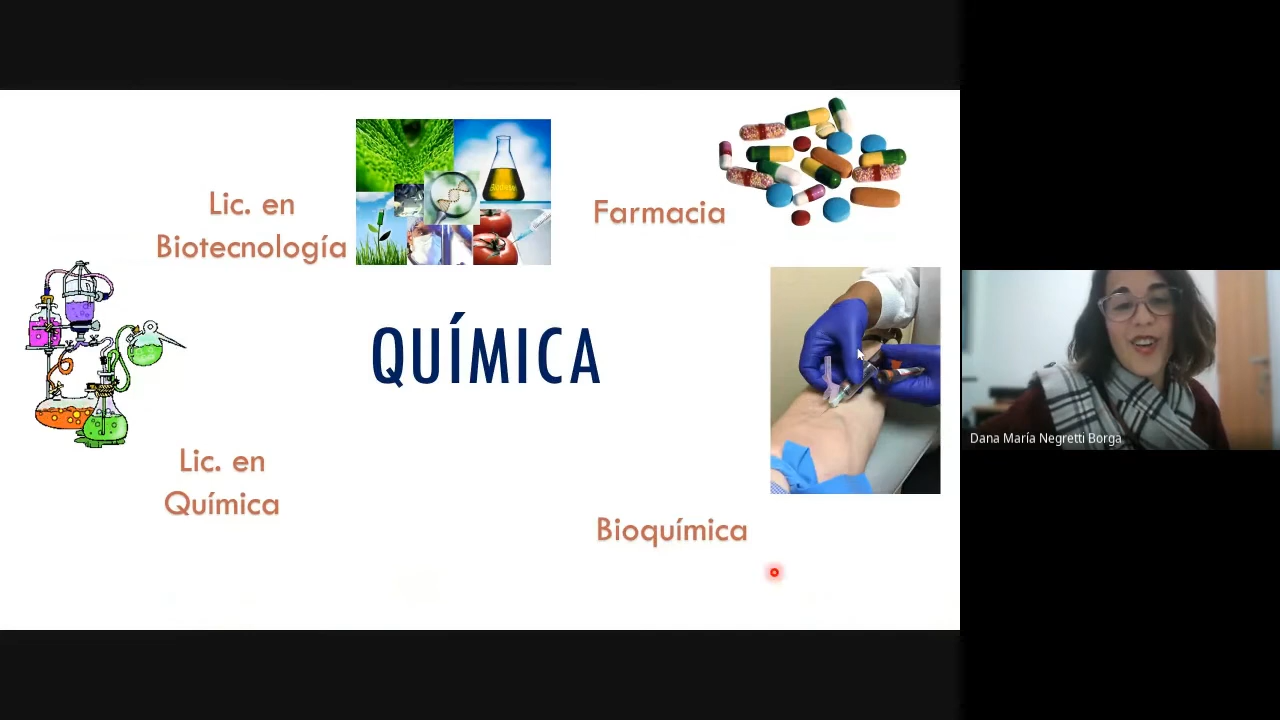 Lic. en
Biotecnología
Farmacia
QUÍMICA
Lic. en
Química
Bioquímica
Dana María Negretti Borga